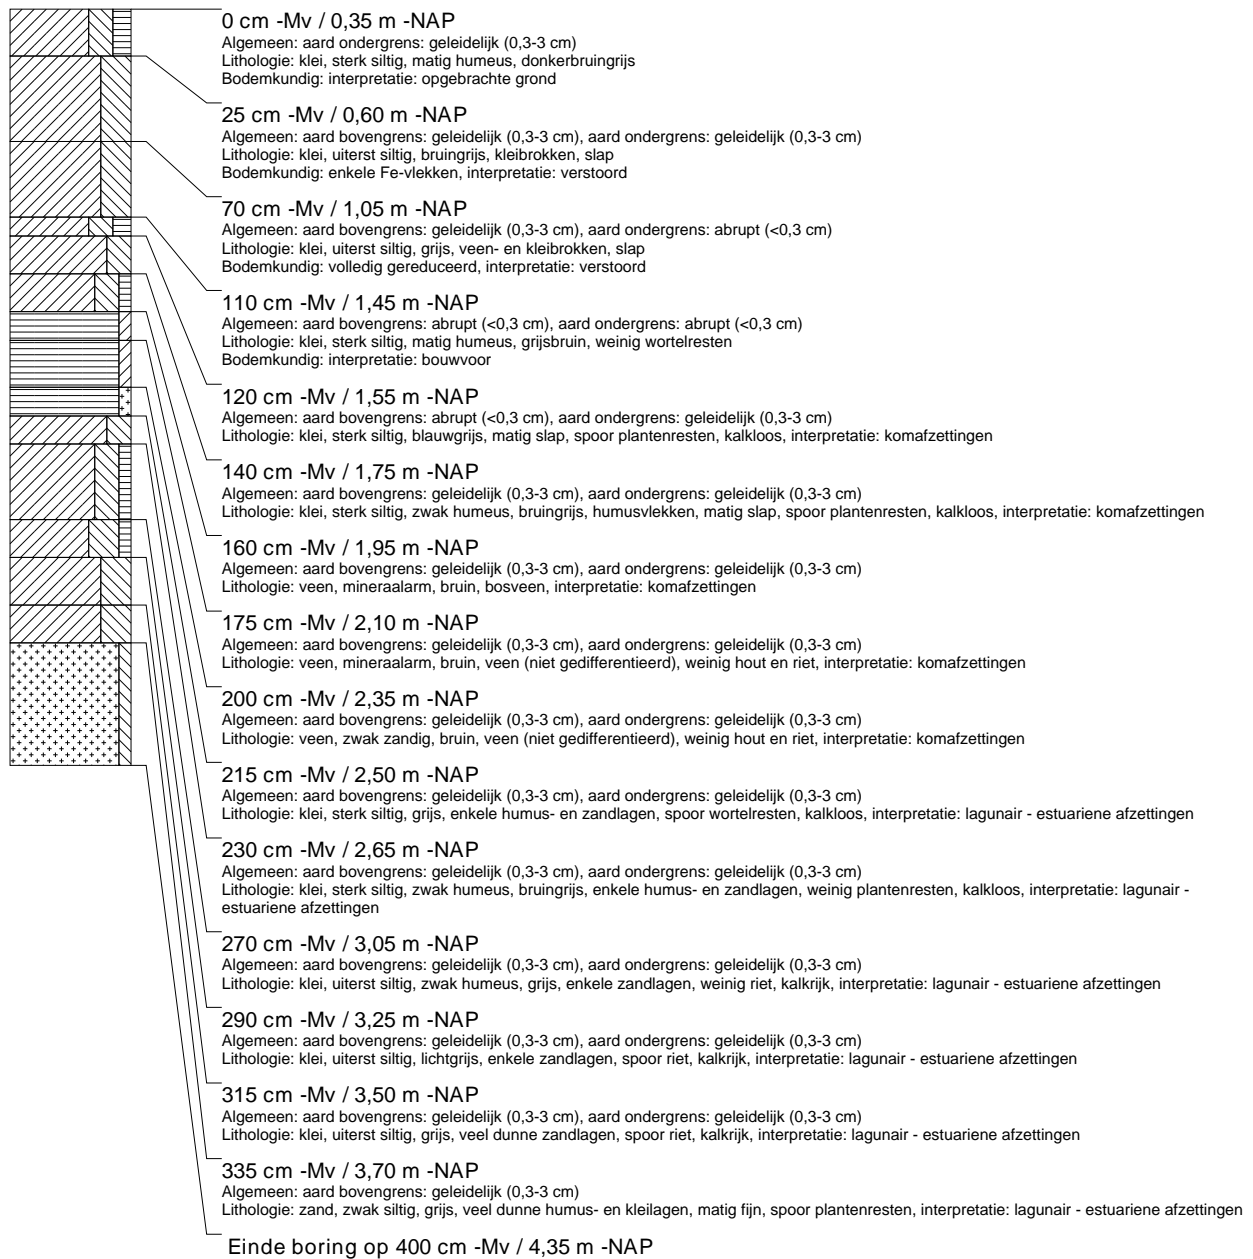 0 cm -Mv / 0,35 m -NAP
Algemeen: aard ondergrens: geleidelijk (0,3-3 cm)
Lithologie: klei, sterk siltig, matig humeus, donkerbruingrijs
Bodemkundig: interpretatie: opgebrachte grond
25 cm -Mv / 0,60 m -NAP
Algemeen: aard bovengrens: geleidelijk (0,3-3 cm), aard ondergrens: geleidelijk (0,3-3 cm)
Lithologie: klei, uiterst siltig, bruingrijs, kleibrokken, slap
Bodemkundig: enkele Fe-vlekken, interpretatie: verstoord
70 cm -Mv / 1,05 m -NAP
Algemeen: aard bovengrens: geleidelijk (0,3-3 cm), aard ondergrens: abrupt (<0,3 cm)
Lithologie: klei, uiterst siltig, grijs, veen- en kleibrokken, slap
Bodemkundig: volledig gereduceerd, interpretatie: verstoord
110 cm -Mv / 1,45 m -NAP
Algemeen: aard bovengrens: abrupt (<0,3 cm), aard ondergrens: abrupt (<0,3 cm)
Lithologie: klei, sterk siltig, matig humeus, grijsbruin, weinig wortelresten
Bodemkundig: interpretatie: bouwvoor
120 cm -Mv / 1,55 m -NAP
Algemeen: aard bovengrens: abrupt (<0,3 cm), aard ondergrens: geleidelijk (0,3-3 cm)
Lithologie: klei, sterk siltig, blauwgrijs, matig slap, spoor plantenresten, kalkloos, interpretatie: komafzettingen
140 cm -Mv / 1,75 m -NAP
Algemeen: aard bovengrens: geleidelijk (0,3-3 cm), aard ondergrens: geleidelijk (0,3-3 cm)
Lithologie: klei, sterk siltig, zwak humeus, bruingrijs, humusvlekken, matig slap, spoor plantenresten, kalkloos, interpretatie: komafzettingen
160 cm -Mv / 1,95 m -NAP
Algemeen: aard bovengrens: geleidelijk (0,3-3 cm), aard ondergrens: geleidelijk (0,3-3 cm)
Lithologie: veen, mineraalarm, bruin, bosveen, interpretatie: komafzettingen
175 cm -Mv / 2,10 m -NAP
Algemeen: aard bovengrens: geleidelijk (0,3-3 cm), aard ondergrens: geleidelijk (0,3-3 cm)
Lithologie: veen, mineraalarm, bruin, veen (niet gedifferentieerd), weinig hout en riet, interpretatie: komafzettingen
200 cm -Mv / 2,35 m -NAP
Algemeen: aard bovengrens: geleidelijk (0,3-3 cm), aard ondergrens: geleidelijk (0,3-3 cm)
Lithologie: veen, zwak zandig, bruin, veen (niet gedifferentieerd), weinig hout en riet, interpretatie: komafzettingen
215 cm -Mv / 2,50 m -NAP
Algemeen: aard bovengrens: geleidelijk (0,3-3 cm), aard ondergrens: geleidelijk (0,3-3 cm)
Lithologie: klei, sterk siltig, grijs, enkele humus- en zandlagen, spoor wortelresten, kalkloos, interpretatie: lagunair - estuariene afzettingen
230 cm -Mv / 2,65 m -NAP
Algemeen: aard bovengrens: geleidelijk (0,3-3 cm), aard ondergrens: geleidelijk (0,3-3 cm)
Lithologie: klei, sterk siltig, zwak humeus, bruingrijs, enkele humus- en zandlagen, weinig plantenresten, kalkloos, interpretatie: lagunair -
estuariene afzettingen
270 cm -Mv / 3,05 m -NAP
Algemeen: aard bovengrens: geleidelijk (0,3-3 cm), aard ondergrens: geleidelijk (0,3-3 cm)
Lithologie: klei, uiterst siltig, zwak humeus, grijs, enkele zandlagen, weinig riet, kalkrijk, interpretatie: lagunair - estuariene afzettingen
290 cm -Mv / 3,25 m -NAP
Algemeen: aard bovengrens: geleidelijk (0,3-3 cm), aard ondergrens: geleidelijk (0,3-3 cm)
Lithologie: klei, uiterst siltig, lichtgrijs, enkele zandlagen, spoor riet, kalkrijk, interpretatie: lagunair - estuariene afzettingen
315 cm -Mv / 3,50 m -NAP
Algemeen: aard bovengrens: geleidelijk (0,3-3 cm), aard ondergrens: geleidelijk (0,3-3 cm)
Lithologie: klei, uiterst siltig, grijs, veel dunne zandlagen, spoor riet, kalkrijk, interpretatie: lagunair - estuariene afzettingen
335 cm -Mv / 3,70 m -NAP
Algemeen: aard bovengrens: geleidelijk (0,3-3 cm)
Lithologie: zand, zwak siltig, grijs, veel dunne humus- en kleilagen, matig fijn, spoor plantenresten, interpretatie: lagunair - estuariene afzettingen
Einde boring op 400 cm -Mv / 4,35 m -NAP